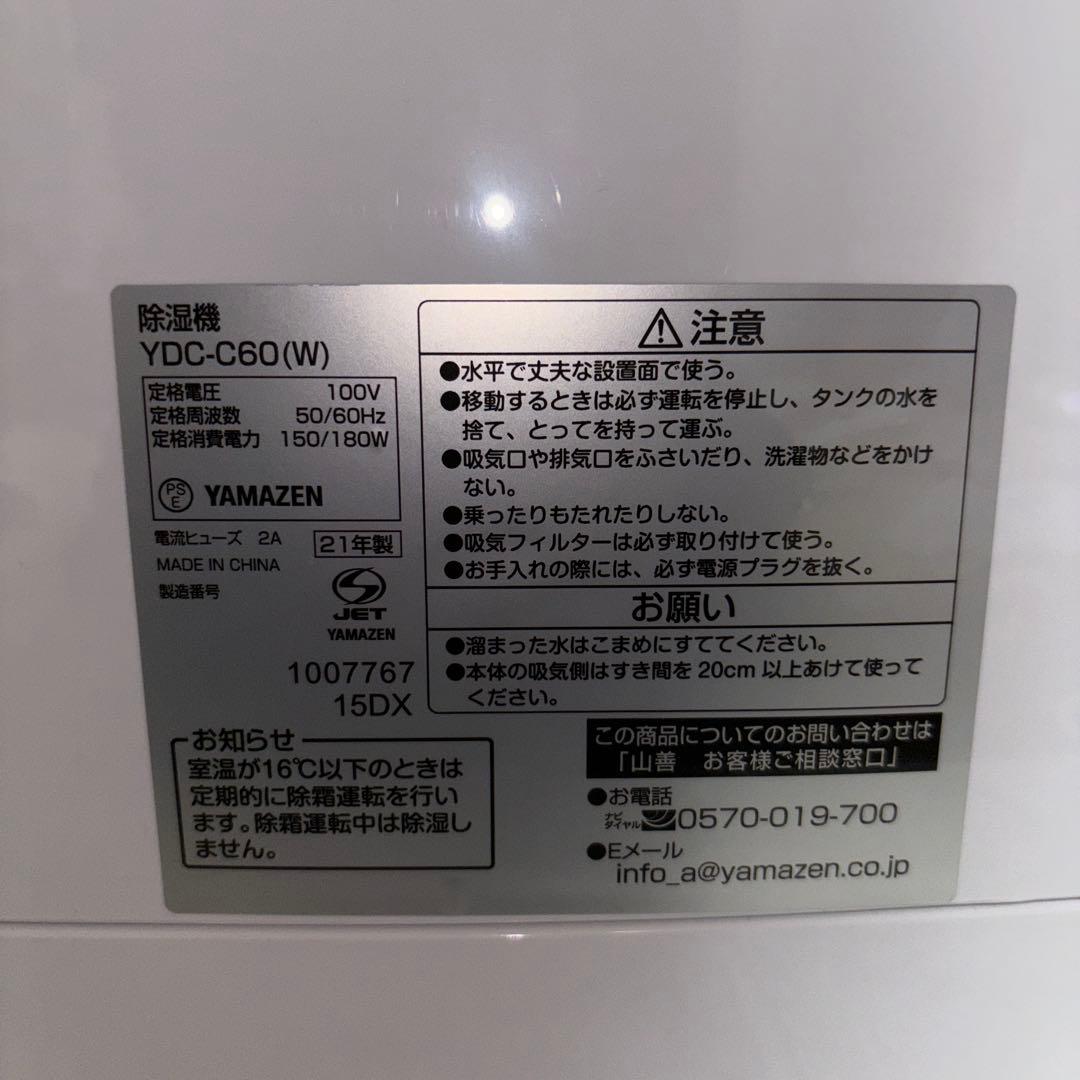 除湿機
YDC-C60(W)
定格電圧 100V
定格周波数 50/60Hz
定格消費電力 150/180W
PS
E
YAMAZEN
電流ヒューズ 2A
21年製
MADE IN CHINA
製造番号
JET
YAMAZEN
1007767
15DX
お知らせ
室温が16℃以下のときは
定期的に除霜運転を行い
ます。除霜運転中は除湿し
ません。
注意
●水平で丈夫な設置面で使う。
●移動するときは必ず運転を停止し、タンクの水を
捨て、とってを持って運ぶ。
●吸気口や排気口をふさいだり、洗濯物などをかけ
ない。
●乗ったりもたれたりしない。
●吸気フィルターは必ず取り付けて使う。
●お手入れの際には、必ず電源プラグを抜く。
お願い
●溜まった水はこまめにすててください。
●本体の吸気側はすき間を20cm以上あけて使って
ください。
この商品についてのお問い合わせは
「山善 お客様ご相談窓口」
●お電話
ナビ
ダイヤル 0570-019-700
●Eメール
info_a@yamazen.co.jp